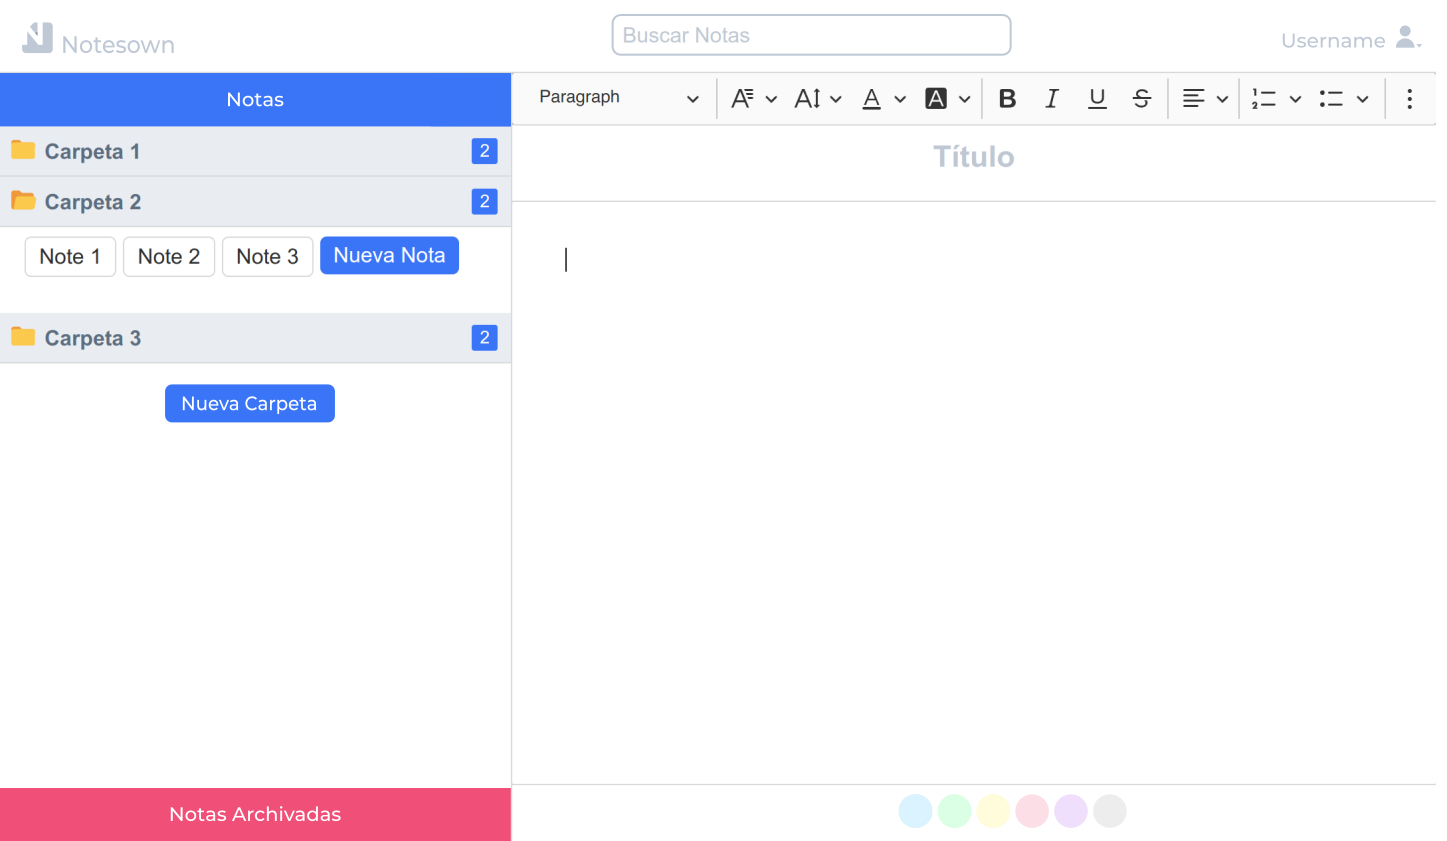 Notesown
Buscar Notas
Username
Notas
Paragraph
Carpeta 1
2
Título
Carpeta 2
2
Note 1
Note 2
Note 3
Nueva Nota
Carpeta 3
2
Nueva Carpeta
Notas Archivadas